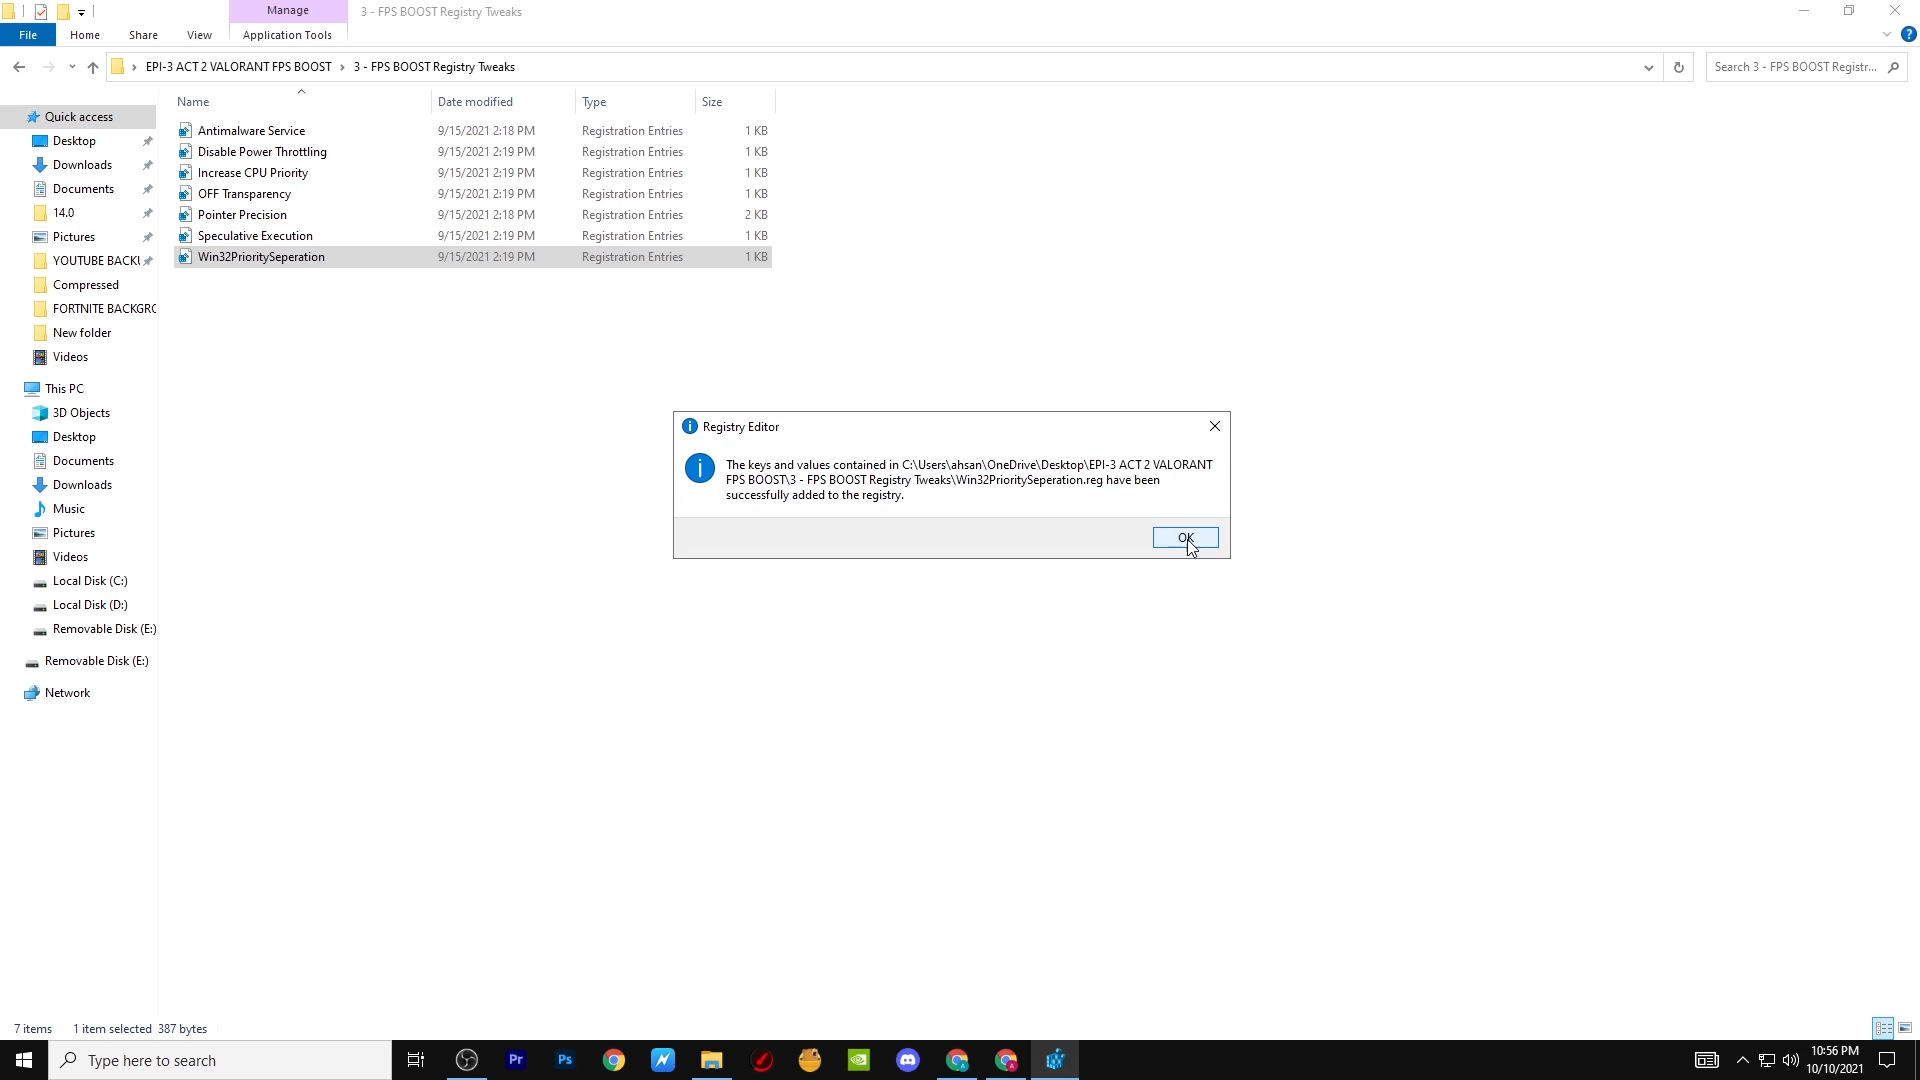 Manage
3 - FPS BOOST Registry Tweaks
File
Home
Share
View
Application Tools
EPI-3 ACT 2 VALORANT FPS BOOST
3 - FPS BOOST Registry Tweaks
Search 3 - FPS BOOST Registr...
Name
Date modified
Type
Size
Antimalware Service 9/15/2021 2:18 PM Registration Entries 1 KB
Disable Power Throttling 9/15/2021 2:19 PM Registration Entries 1 KB
Increase CPU Priority 9/15/2021 2:19 PM Registration Entries 1 KB
OFF Transparency 9/15/2021 2:19 PM Registration Entries 1 KB
Pointer Precision 9/15/2021 2:18 PM Registration Entries 2 KB
Speculative Execution 9/15/2021 2:19 PM Registration Entries 1 KB
Win32PrioritySeperation 9/15/2021 2:19 PM Registration Entries 1 KB
Quick access
Desktop
Downloads
Documents
14.0
Pictures
YOUTUBE BACKU
Compressed
FORTNITE BACKGRO
New folder
Videos
This PC
3D Objects
Desktop
Documents
Downloads
Music
Pictures
Videos
Local Disk (C:)
Local Disk (D:)
Removable Disk (E:)
Removable Disk (E:)
Network
Registry Editor
The keys and values contained in C:\Users\ahsan\OneDrive\Desktop\EPI-3 ACT 2 VALORANT
FPS BOOST\3 - FPS BOOST Registry Tweaks\Win32PrioritySeperation.reg have been
successfully added to the registry.
OK
7 items
1 item selected 387 bytes
Type here to search
Pr
Ps
10:56 PM
10/10/2021